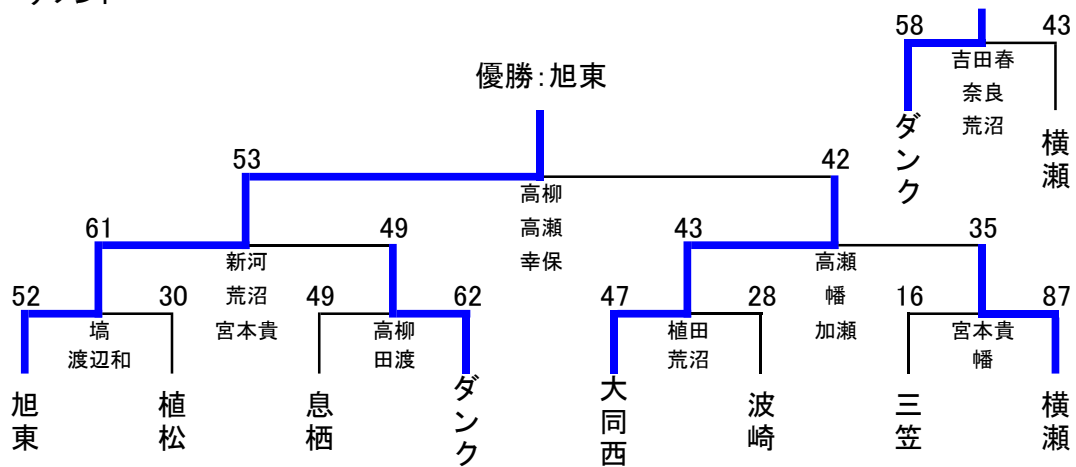 58 43
吉田春
奈良
荒沼
ダンク
横瀬
優勝:旭東
53 42
高柳
高瀬
幸保
61 49 43 35
新河
荒沼
宮本貴
高瀬
幡
加瀬
52 30 49 62 47 28 16 87
塙
渡辺和
高柳
田渡
植田
荒沼
宮本貴
幡
旭東
植松
息栖
ダンク
大同西
波崎
三笠
横瀬